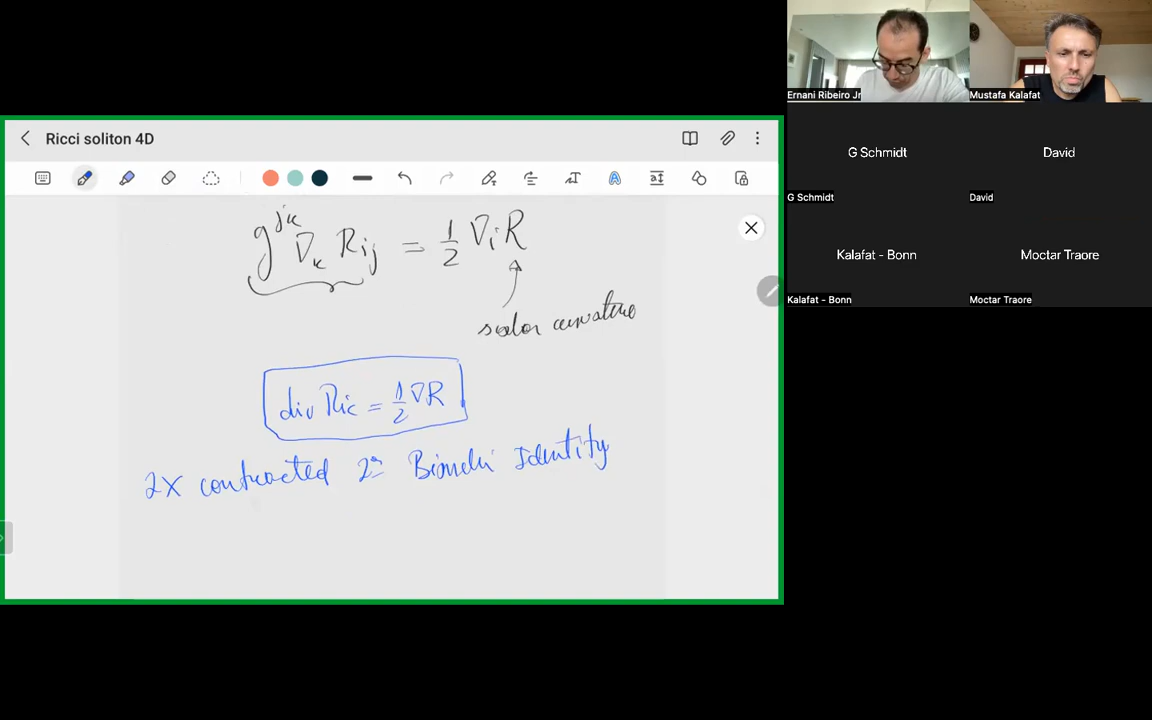 Ricci soliton 4D
g^{jk} ∇_k R_{ij} = 1/2 ∇_i R
scalar curvature
div Ric = 1/2 ∇R
2X contracted 2ª Bianchi Identity
Ernani Ribeiro Jr
Mustafa Kalafat
G Schmidt
David
G Schmidt
David
Kalafat - Bonn
Moctar Traore
Kalafat - Bonn
Moctar Traore